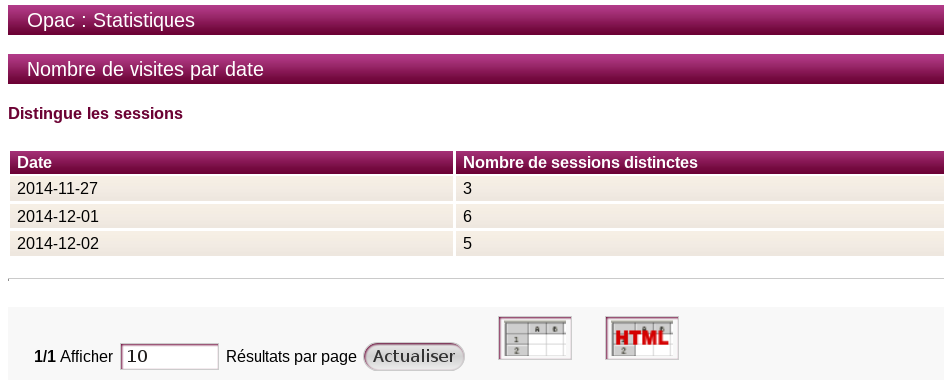 Opac : Statistiques
Nombre de visites par date
Distingue les sessions
Date Nombre de sessions distinctes
2014-11-27 3
2014-12-01 6
2014-12-02 5
1/1 Afficher 10 Résultats par page Actualiser
A B
1
2
A B
HTML
2